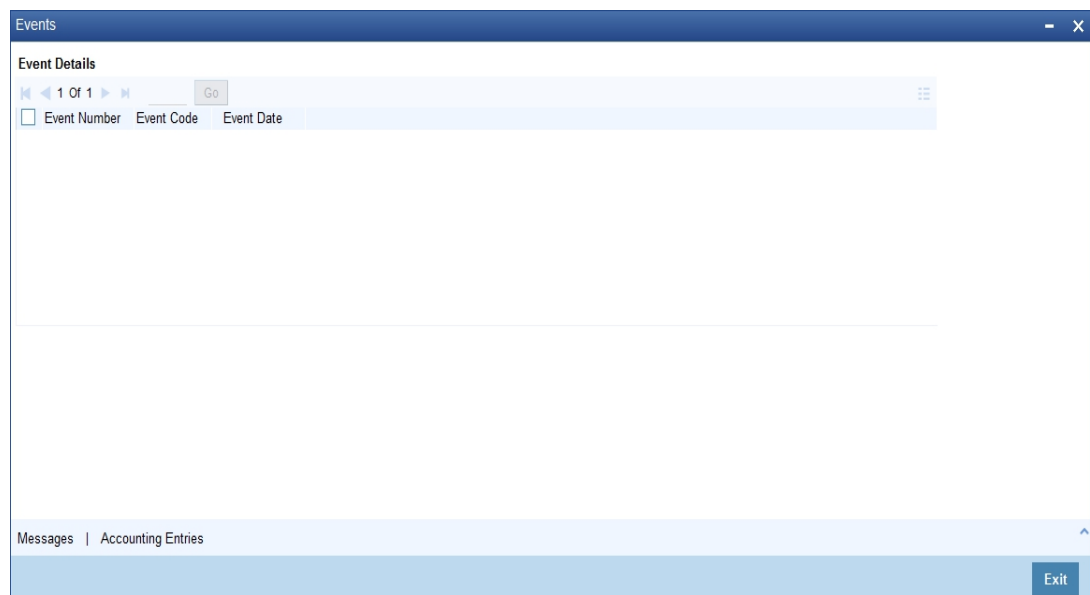 Events
Event Details
1 Of 1 Go
Event Number Event Code Event Date
Messages | Accounting Entries
Exit